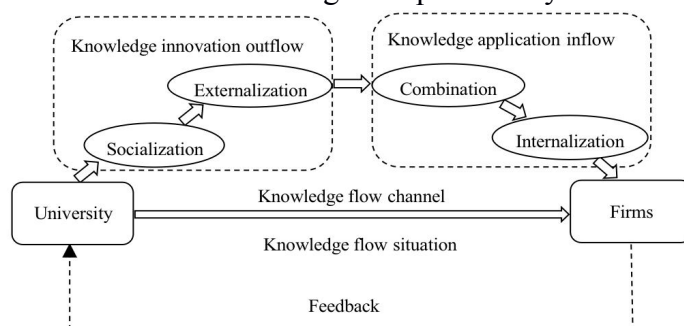 Knowledge innovation outflow
Knowledge application inflow
Externalization
Combination
Socialization
Internalization
University
Knowledge flow channel
Firms
Knowledge flow situation
Feedback